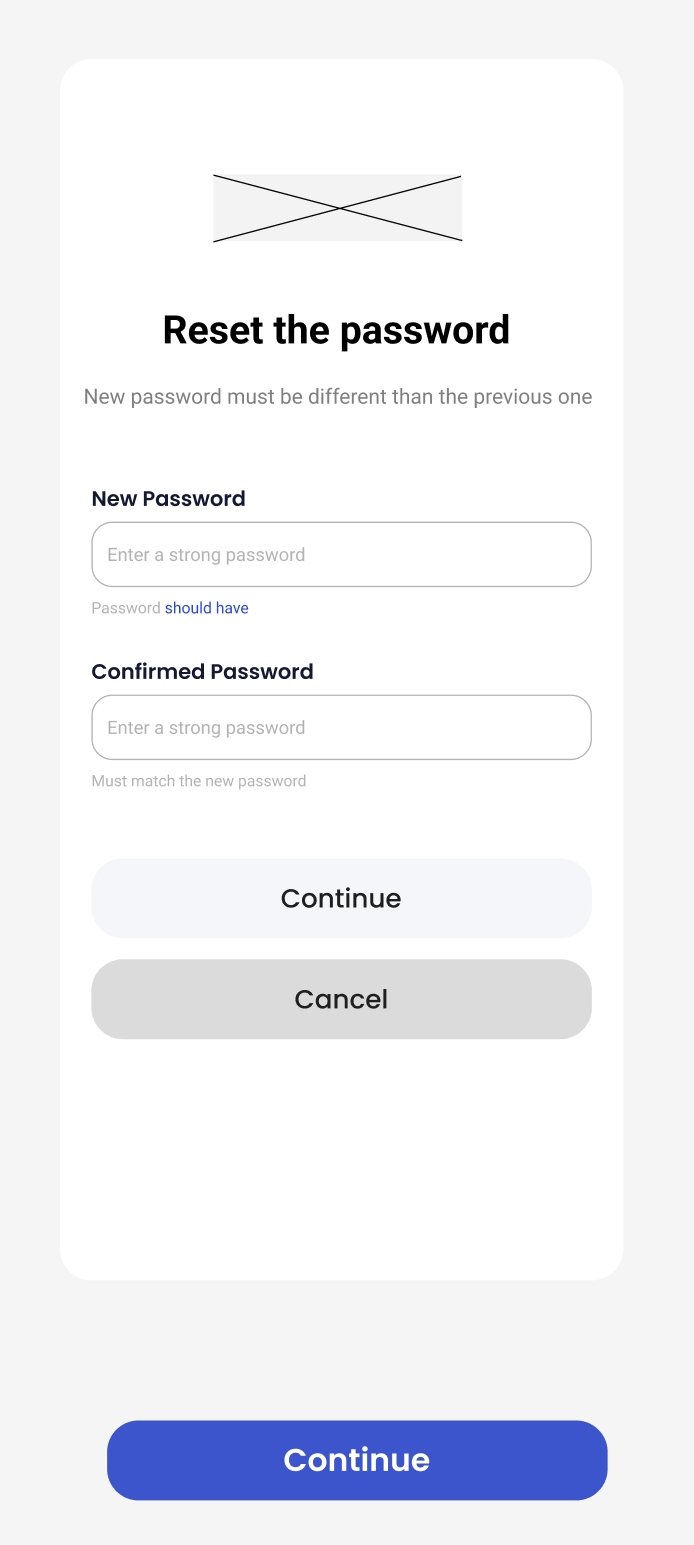 Reset the password
New password must be different than the previous one
New Password
Enter a strong password
Password should have
Confirmed Password
Enter a strong password
Must match the new password
Continue
Cancel
Continue